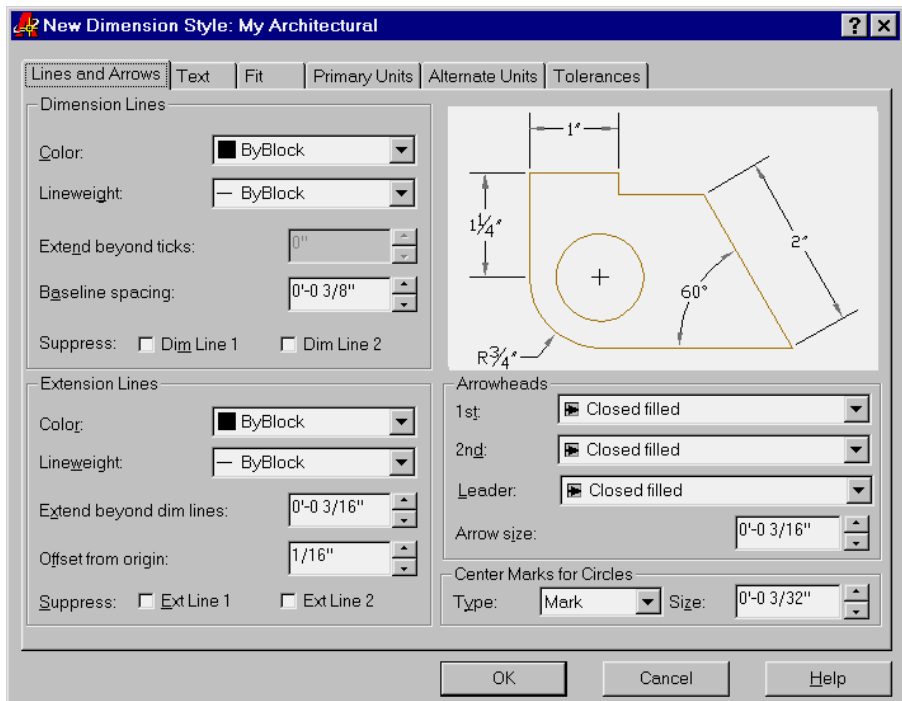 New Dimension Style: My Architectural
Lines and Arrows Text Fit Primary Units Alternate Units Tolerances
Dimension Lines
Color: ByBlock
Lineweight: ByBlock
Extend beyond ticks: 0"
Baseline spacing: 0'-0 3/8"
Suppress: Dim Line 1 Dim Line 2
Extension Lines
Color: ByBlock
Lineweight: ByBlock
Extend beyond dim lines: 0'-0 3/16"
Offset from origin: 1/16"
Suppress: Ext Line 1 Ext Line 2
1"
1 1/4"
2"
60°
R3/4"
Arrowheads
1st: Closed filled
2nd: Closed filled
Leader: Closed filled
Arrow size: 0'-0 3/16"
Center Marks for Circles
Type: Mark Size: 0'-0 3/32"
OK Cancel Help